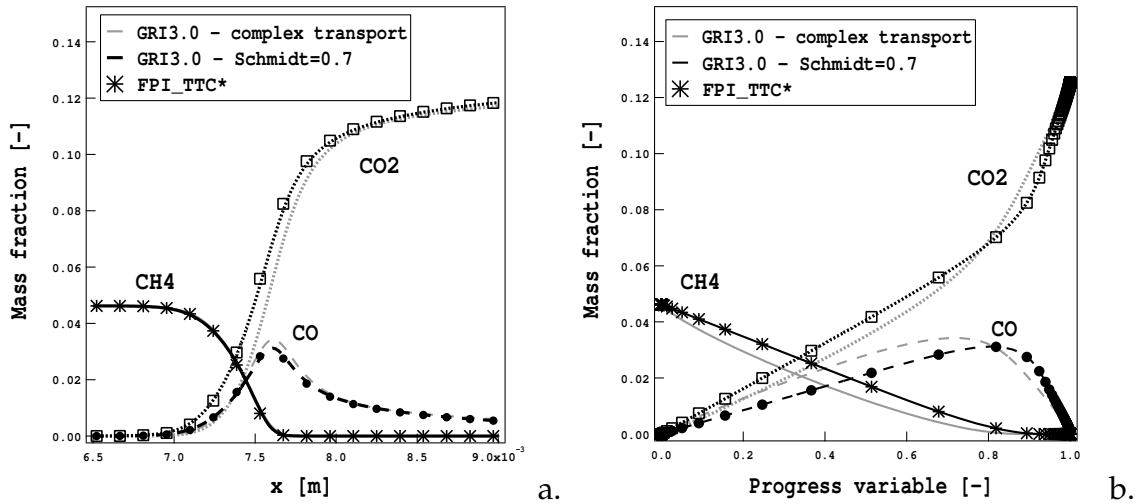 GRI3.0 - complex transport
GRI3.0 - Schmidt=0.7
FPI_TTC*
0.14
0.12
0.10
0.08
0.06
0.04
0.02
0.00
Mass fraction [-]
CO2
CH4
CO
6.5
7.0
7.5
8.0
8.5
9.0x10⁻³
x [m]
a.
GRI3.0 - complex transport
GRI3.0 - Schmidt=0.7
FPI_TTC*
0.14
0.12
0.10
0.08
0.06
0.04
0.02
0.00
Mass fraction [-]
CO2
CH4
CO
0.0
0.2
0.4
0.6
0.8
1.0
Progress variable [-]
b.